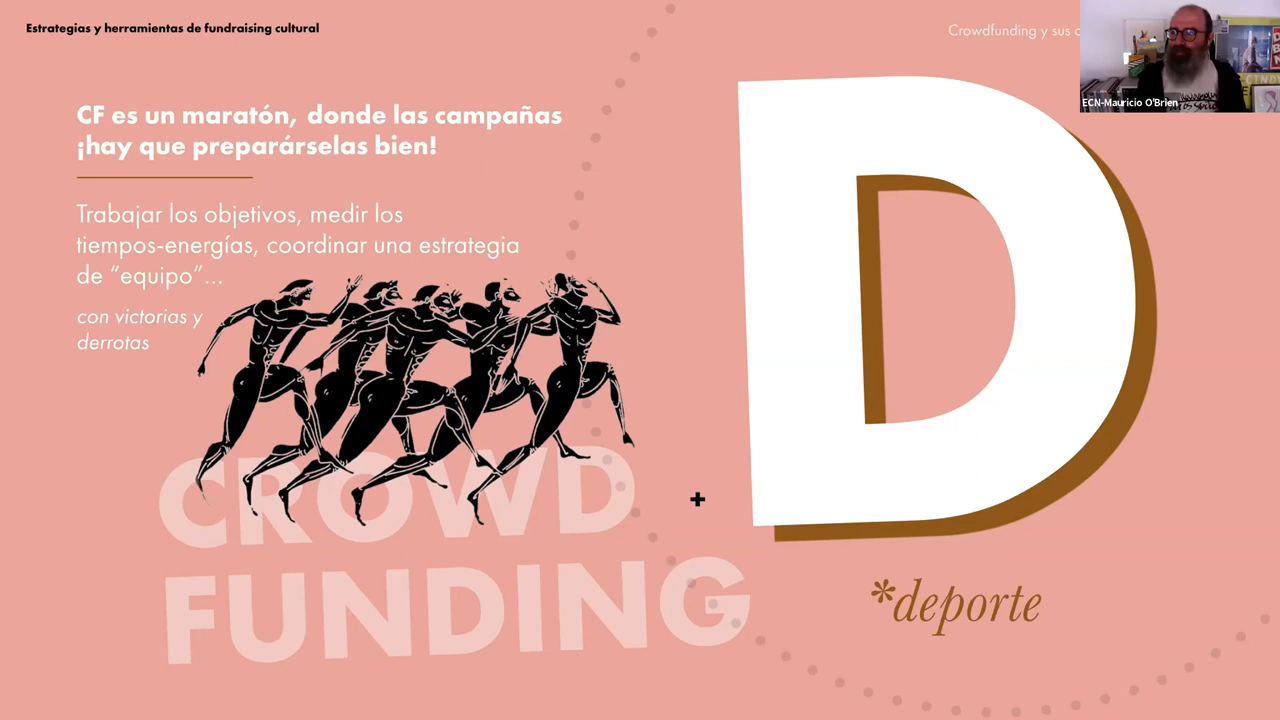 Estrategias y herramientas de fundraising cultural
Crowdfunding y sus
ECN-Mauricio O'Brien
CF es un maratón, donde las campañas
¡hay que preparárselas bien!
Trabajar los objetivos, medir los
tiempos-energías, coordinar una estrategia
de “equipo”...
con victorias y
derrotas
CROWD
FUNDING
+
D
*deporte